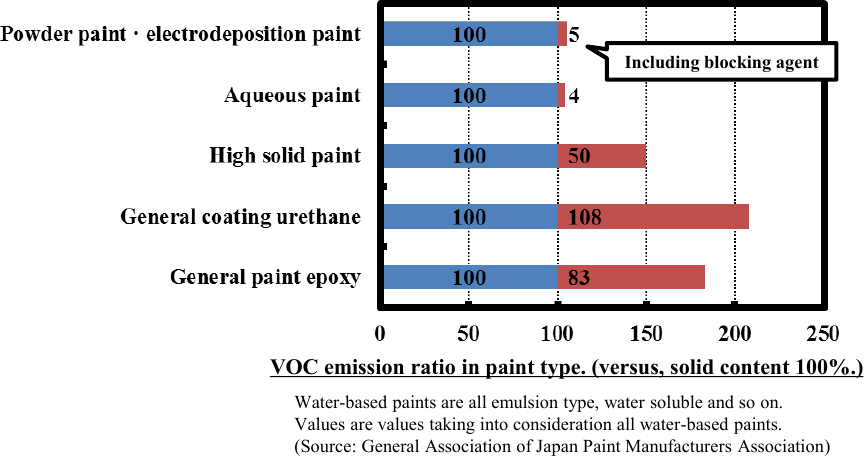 Powder paint・electrodeposition paint 100 5
Including blocking agent
Aqueous paint 100 4
High solid paint 100 50
General coating urethane 100 108
General paint epoxy 100 83
0 50 100 150 200 250
VOC emission ratio in paint type. (versus, solid content 100%.)
Water-based paints are all emulsion type, water soluble and so on.
Values are values taking into consideration all water-based paints.
(Source: General Association of Japan Paint Manufacturers Association)